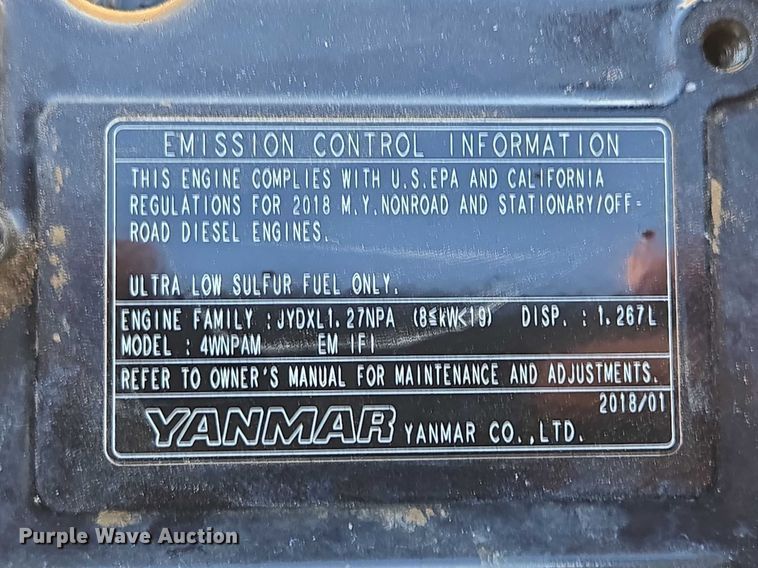 EMISSION CONTROL INFORMATION
THIS ENGINE COMPLIES WITH U.S.EPA AND CALIFORNIA
REGULATIONS FOR 2018 M.Y.NONROAD AND STATIONARY/OFF-
ROAD DIESEL ENGINES.
ULTRA LOW SULFUR FUEL ONLY.
ENGINE FAMILY : JYDXL1.27NPA (8≤kW<19) DISP. : 1.267L
MODEL : 4WNPAM EM IFI
REFER TO OWNER'S MANUAL FOR MAINTENANCE AND ADJUSTMENTS.
2018/01
YANMAR YANMAR CO.,LTD.
Purple Wave Auction